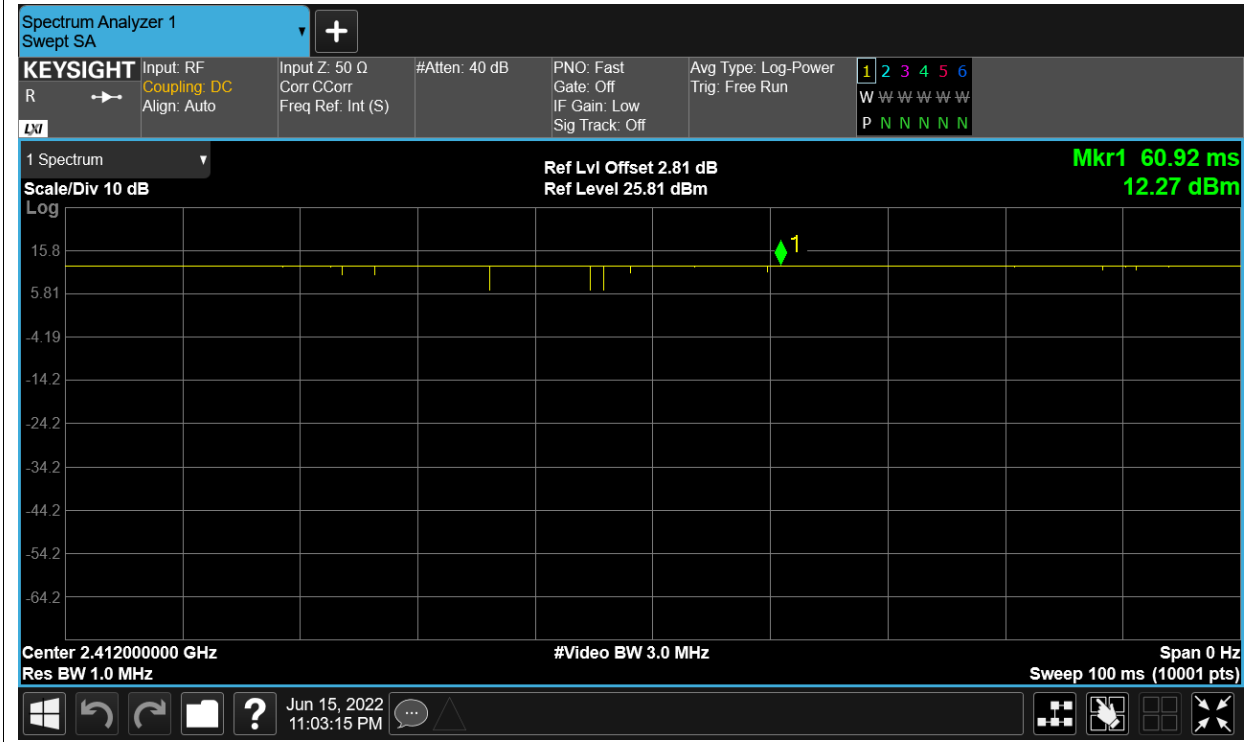 Spectrum Analyzer 1
Swept SA
KEYSIGHT
R
LXI
Input: RF
Coupling: DC
Align: Auto
Input Z: 50 Ω
Corr CCorr
Freq Ref: Int (S)
#Atten: 40 dB
PNO: Fast
Gate: Off
IF Gain: Low
Sig Track: Off
Avg Type: Log-Power
Trig: Free Run
1 2 3 4 5 6
W W W W W W
P N N N N N
1 Spectrum
Scale/Div 10 dB
Log
Ref Lvl Offset 2.81 dB
Ref Level 25.81 dBm
Mkr1 60.92 ms
12.27 dBm
1
15.8
5.81
-4.19
-14.2
-24.2
-34.2
-44.2
-54.2
-64.2
Center 2.412000000 GHz
Res BW 1.0 MHz
#Video BW 3.0 MHz
Span 0 Hz
Sweep 100 ms (10001 pts)
?
Jun 15, 2022
11:03:15 PM